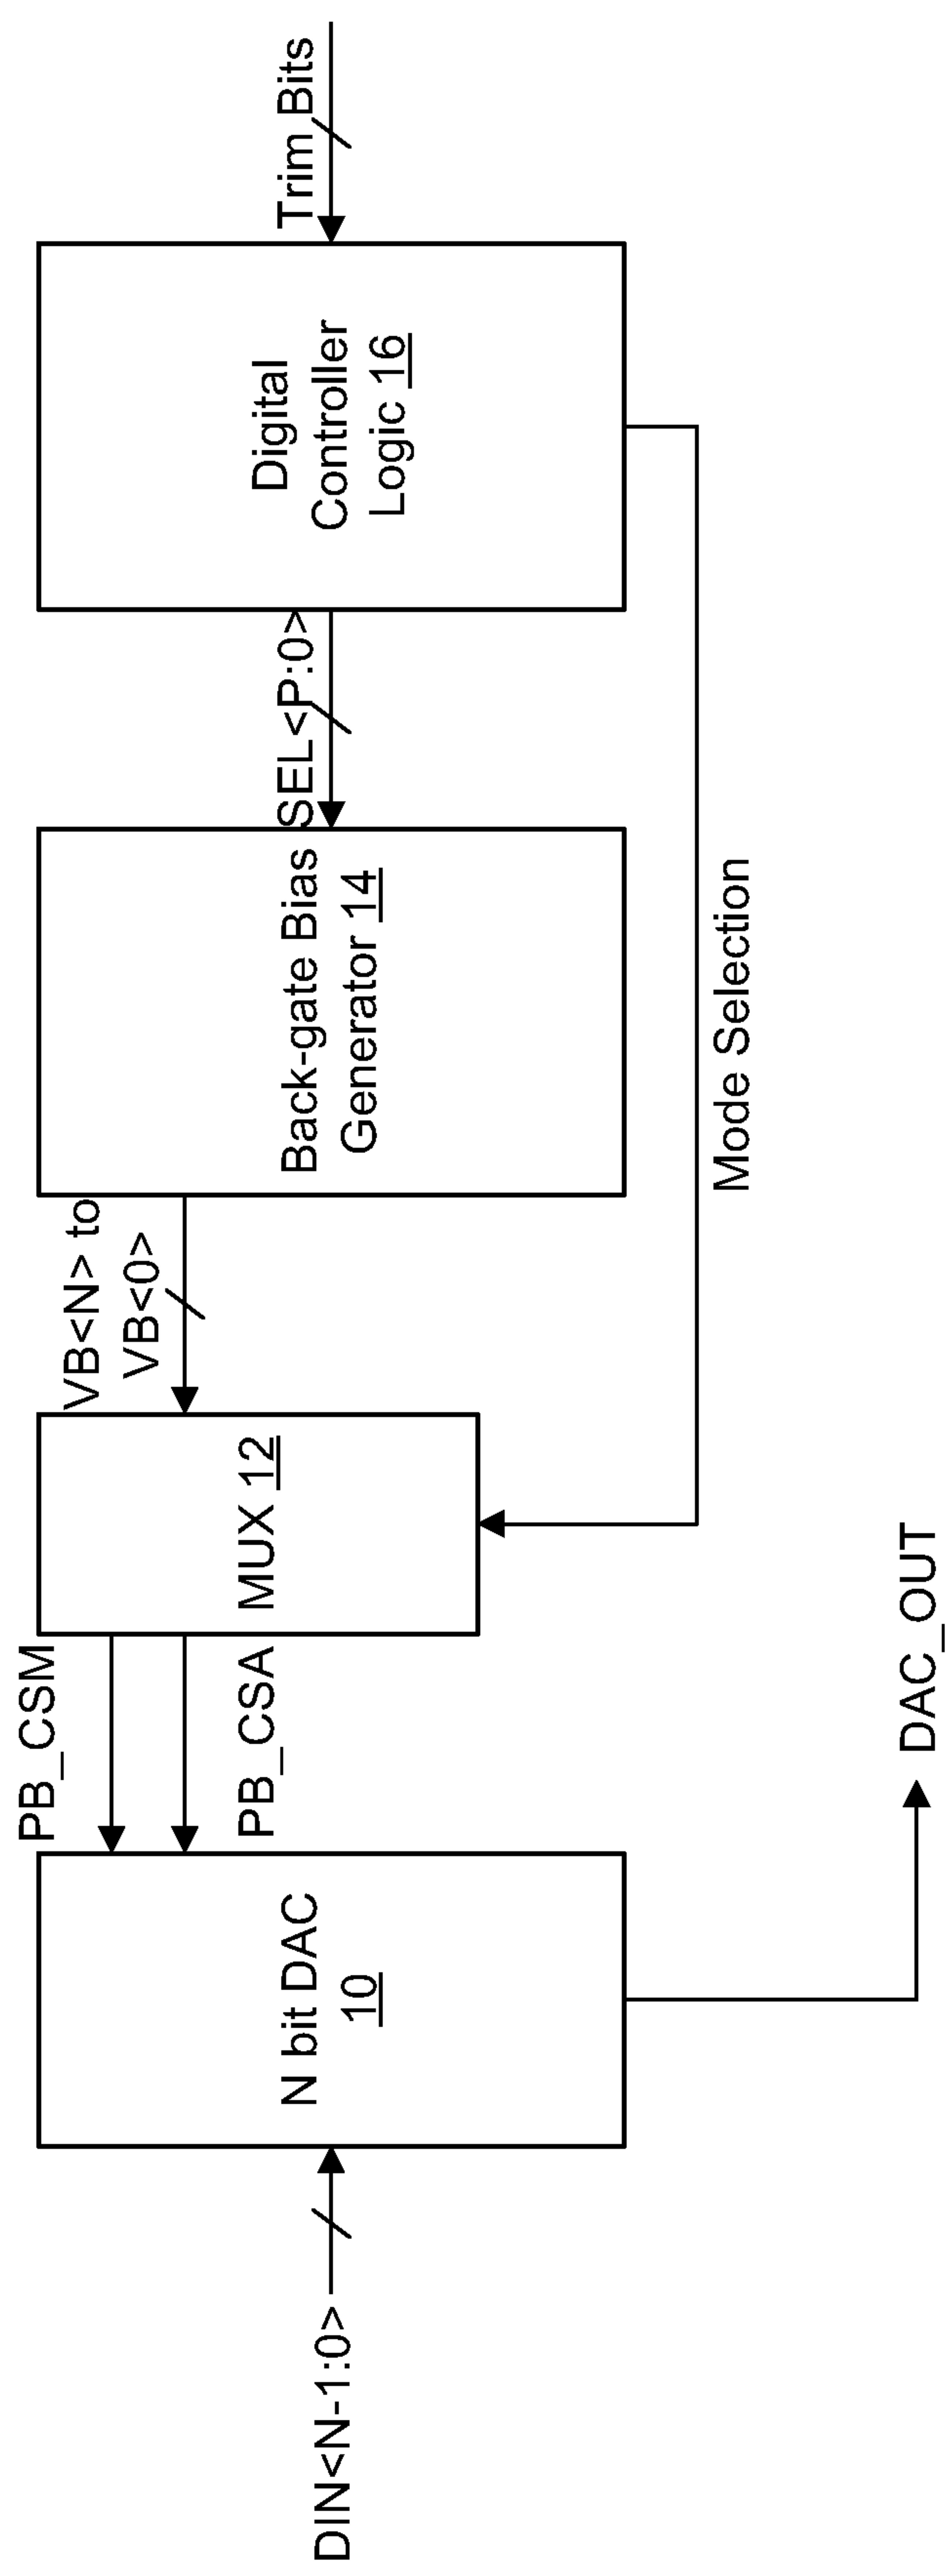 DIN<N-1:0>
N bit DAC
10
DAC_OUT
PB_CSM
PB_CSA
MUX 12
VB<N> to
VB<0>
Back-gate Bias
Generator 14
Mode Selection
SEL<P:0>
Digital
Controller
Logic 16
Trim Bits